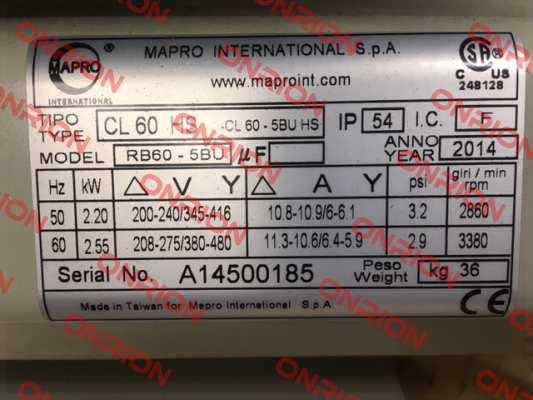 MAPRO INTERNATIONAL S.p.A.
MAPRO ®
INTERNATIONAL
www.maproint.com
C US
248128
TIPO
TYPE
CL 60 HS -CL 60 - 5BU HS
IP 54 I.C. F
MODEL RB60 - 5BU µF
ANNO
YEAR 2014
Hz kW △ V Y △ A Y psi giri / min
rpm
50 2.20 200-240/345-416 10.8-10.9/6-6.1 3.2 2860
60 2.55 208-275/380-480 11.3-10.6/6.4-5.9 2.9 3380
Serial No. A14500185 Peso
Weight kg 36
Made in Taiwan for Mapro International S.p.A.
CE
ONRION